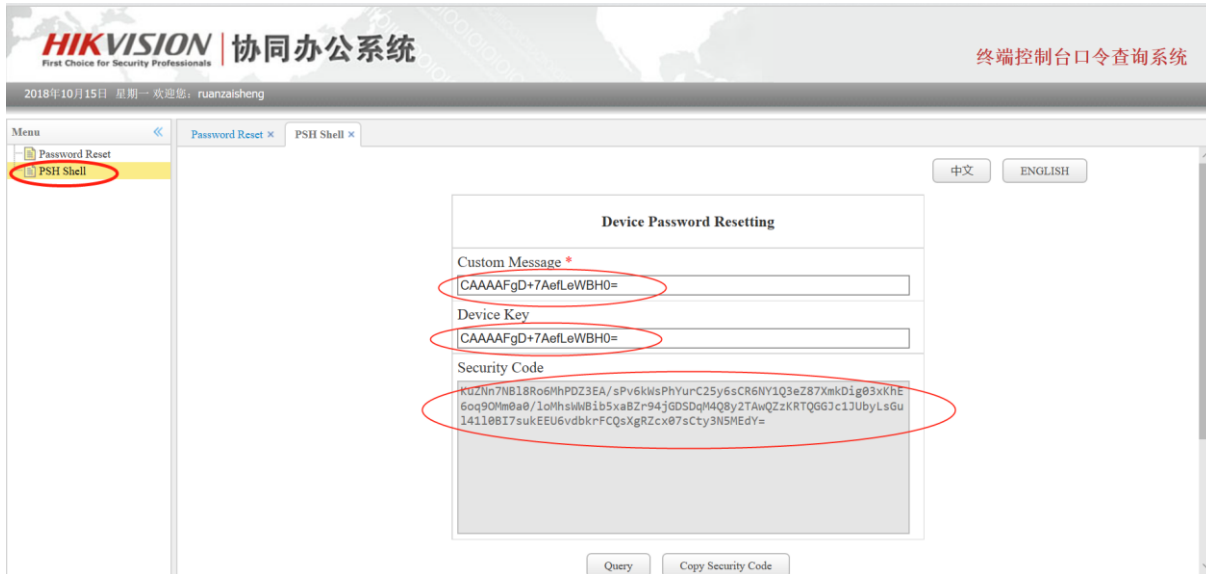 HIKVISION 协同办公系统
First Choice for Security Professionals
终端控制台口令查询系统
2018年10月15日 星期一 欢迎您：ruanzaisheng
Menu «
Password Reset
PSH Shell
Password Reset × PSH Shell ×
中文 ENGLISH
Device Password Resetting
Custom Message *
CAAAAFgD+7AefLeWBH0=
Device Key
CAAAAFgD+7AefLeWBH0=
Security Code
KuZNn7NBl8Ro6MhPDZ3EA/sPv6kWsPhYurC25y6sCR6NY1Q3eZ87XmkDig03xKhE
6oq9OMm0a0/loMhsWWBib5xaBZr94jGDSDqM4Q8y2TAwQZzKRTQGGJc1JUbyLsGu
l41l0BI7sukEEU6vdbkrFCQsXgRZcx07sCty3N5MEdY=
Query Copy Security Code